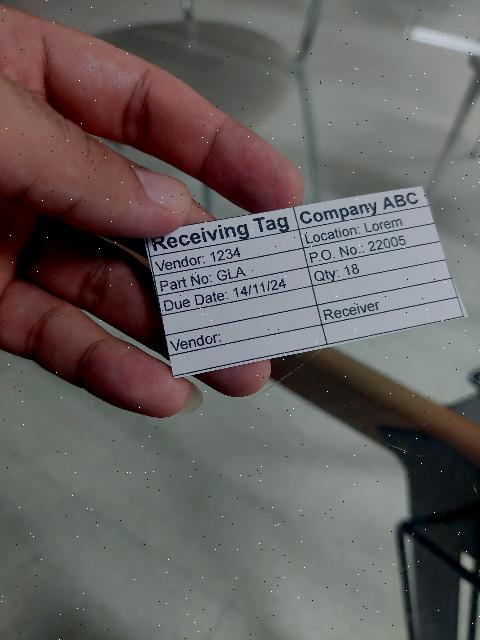 Receiving Tag Company ABC
Vendor: 1234 Location: Lorem
Part No: GLA P.O. No.: 22005
Due Date: 14/11/24 Qty: 18
Vendor: Receiver